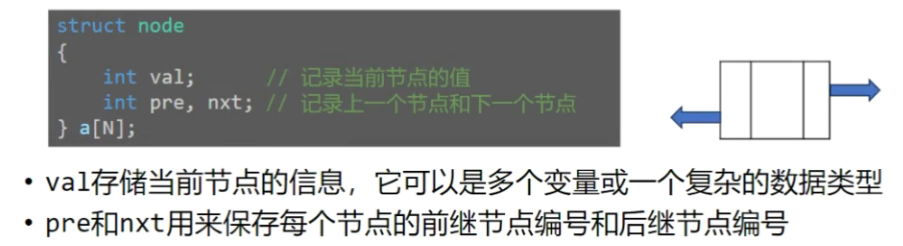 struct node
{
    int val;      // 记录当前节点的值
    int pre, nxt; // 记录上一个节点和下一个节点
} a[N];
• val存储当前节点的信息，它可以是多个变量或一个复杂的数据类型
• pre和nxt用来保存每个节点的前继节点编号和后继节点编号